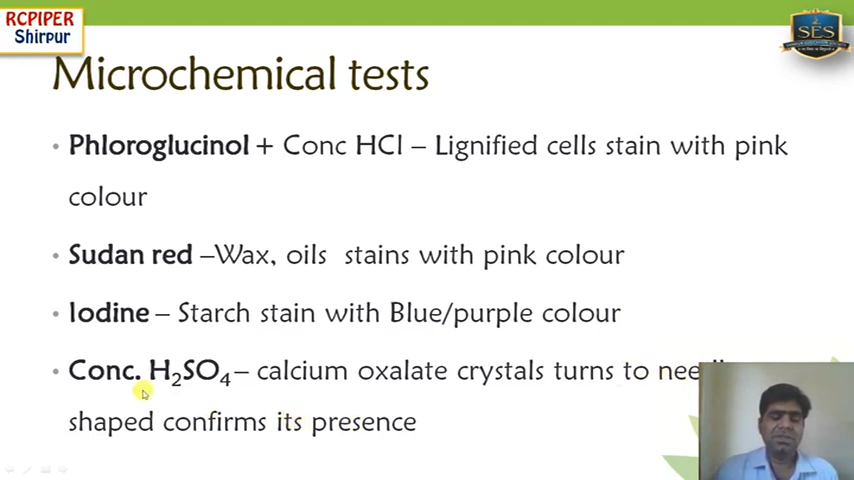 RCPIPER
Shirpur
SES
Microchemical tests
• Phloroglucinol + Conc HCl – Lignified cells stain with pink
colour
• Sudan red –Wax, oils stains with pink colour
• Iodine – Starch stain with Blue/purple colour
• Conc. H₂SO₄– calcium oxalate crystals turns to
shaped confirms its presence